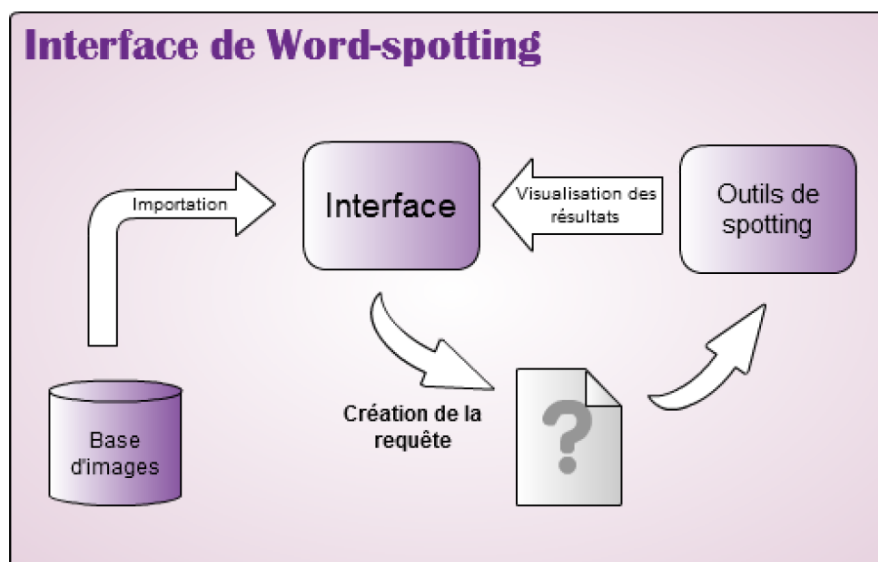 Interface de Word-spotting
Importation
Interface
Visualisation des
résultats
Outils de
spotting
Création de la
requête
?
Base
d'images